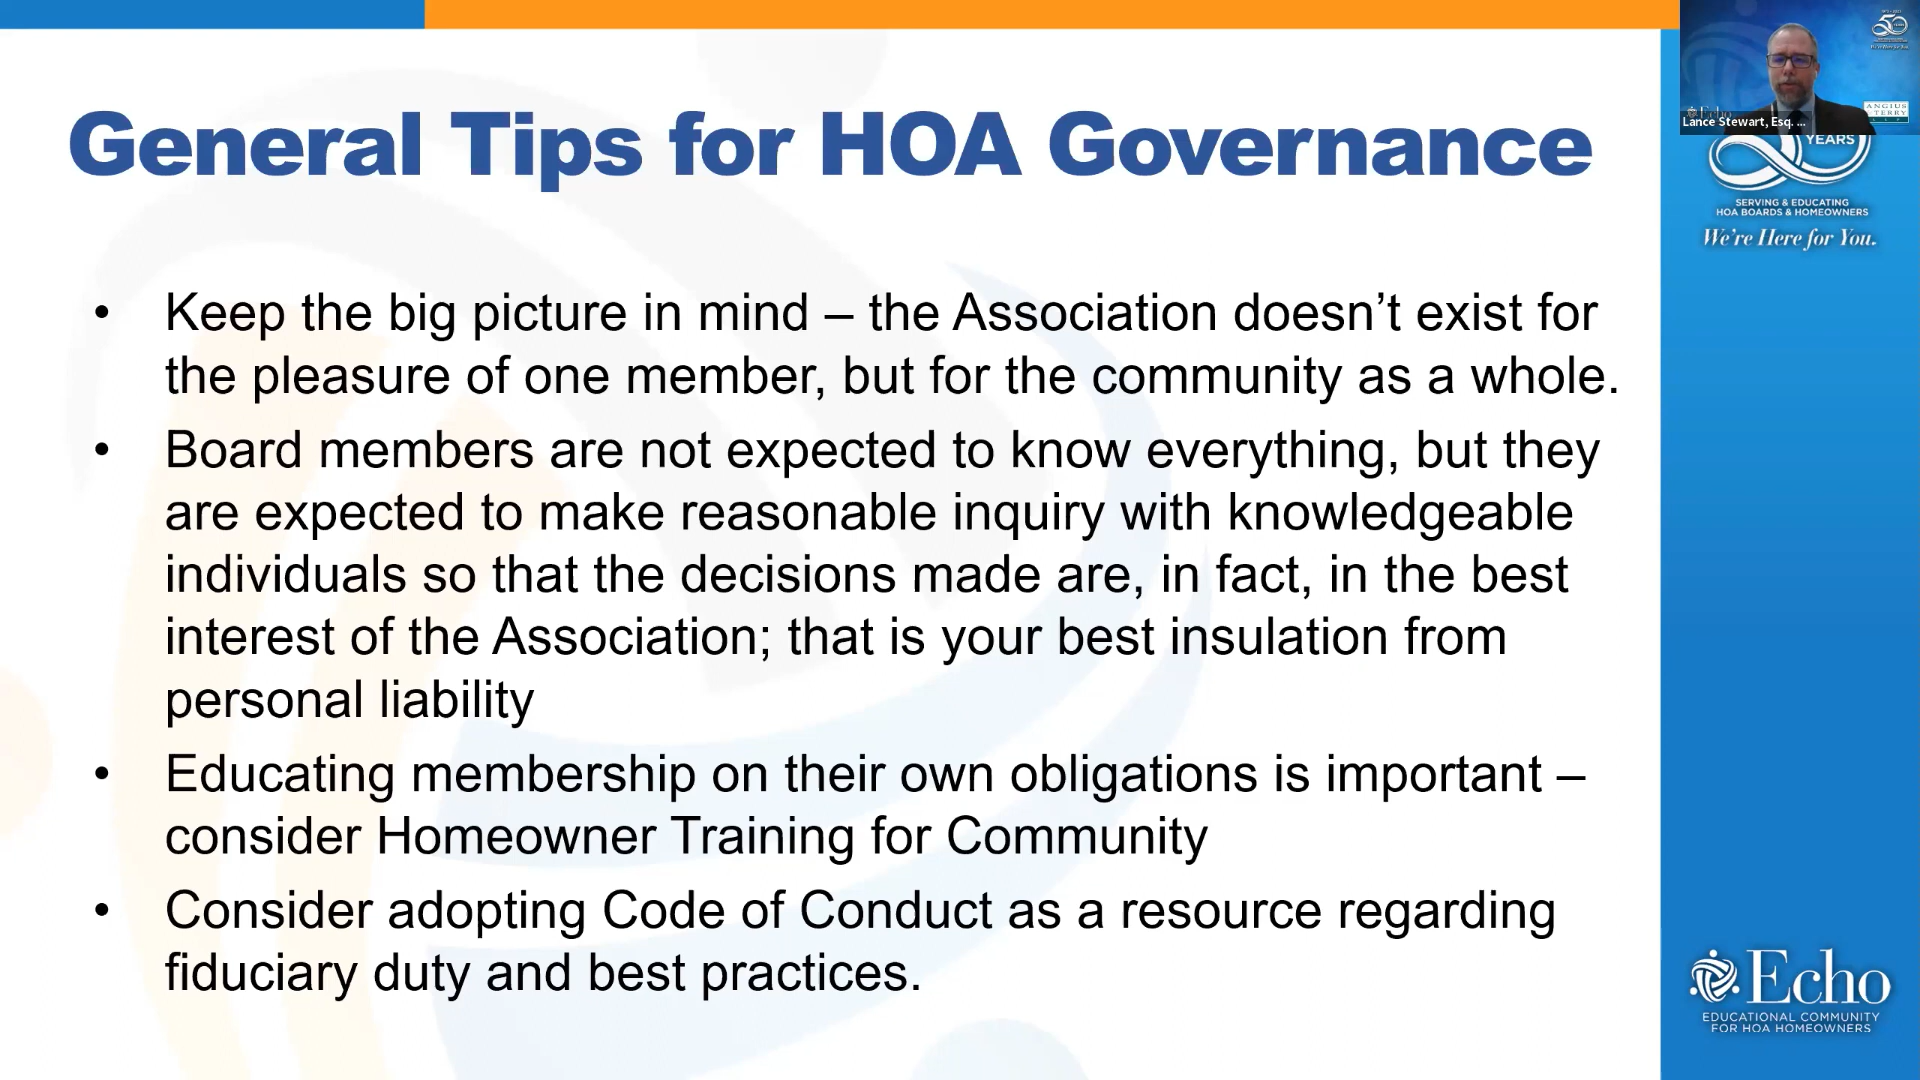 General Tips for HOA Governance
• Keep the big picture in mind – the Association doesn’t exist for
the pleasure of one member, but for the community as a whole.
• Board members are not expected to know everything, but they
are expected to make reasonable inquiry with knowledgeable
individuals so that the decisions made are, in fact, in the best
interest of the Association; that is your best insulation from
personal liability
• Educating membership on their own obligations is important –
consider Homeowner Training for Community
• Consider adopting Code of Conduct as a resource regarding
fiduciary duty and best practices.
50
Echo
ANGIUS
& TERRY
Lance Stewart, Esq. ...
YEARS
SERVING & EDUCATING
HOA BOARDS & HOMEOWNERS
We’re Here for You.
Echo
EDUCATIONAL COMMUNITY
FOR HOA HOMEOWNERS